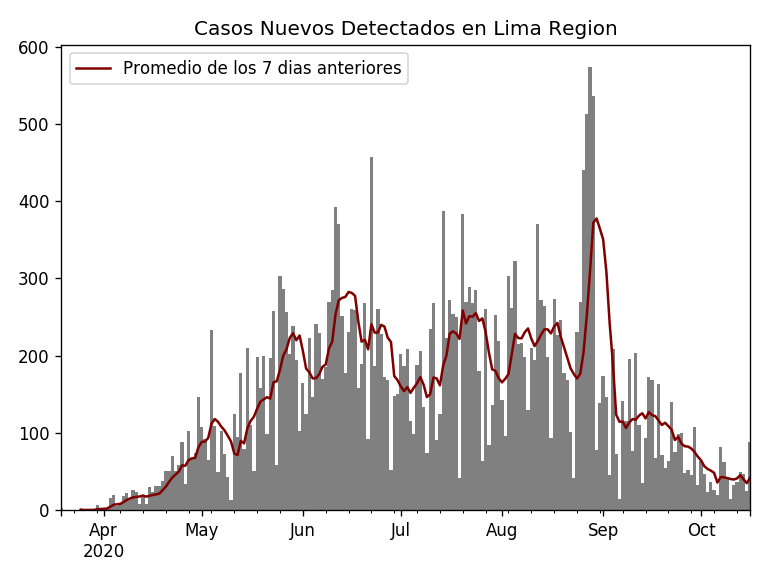 Casos Nuevos Detectados en Lima Region
Promedio de los 7 dias anteriores
600
500
400
300
200
100
0
Apr May Jun Jul Aug Sep Oct
2020